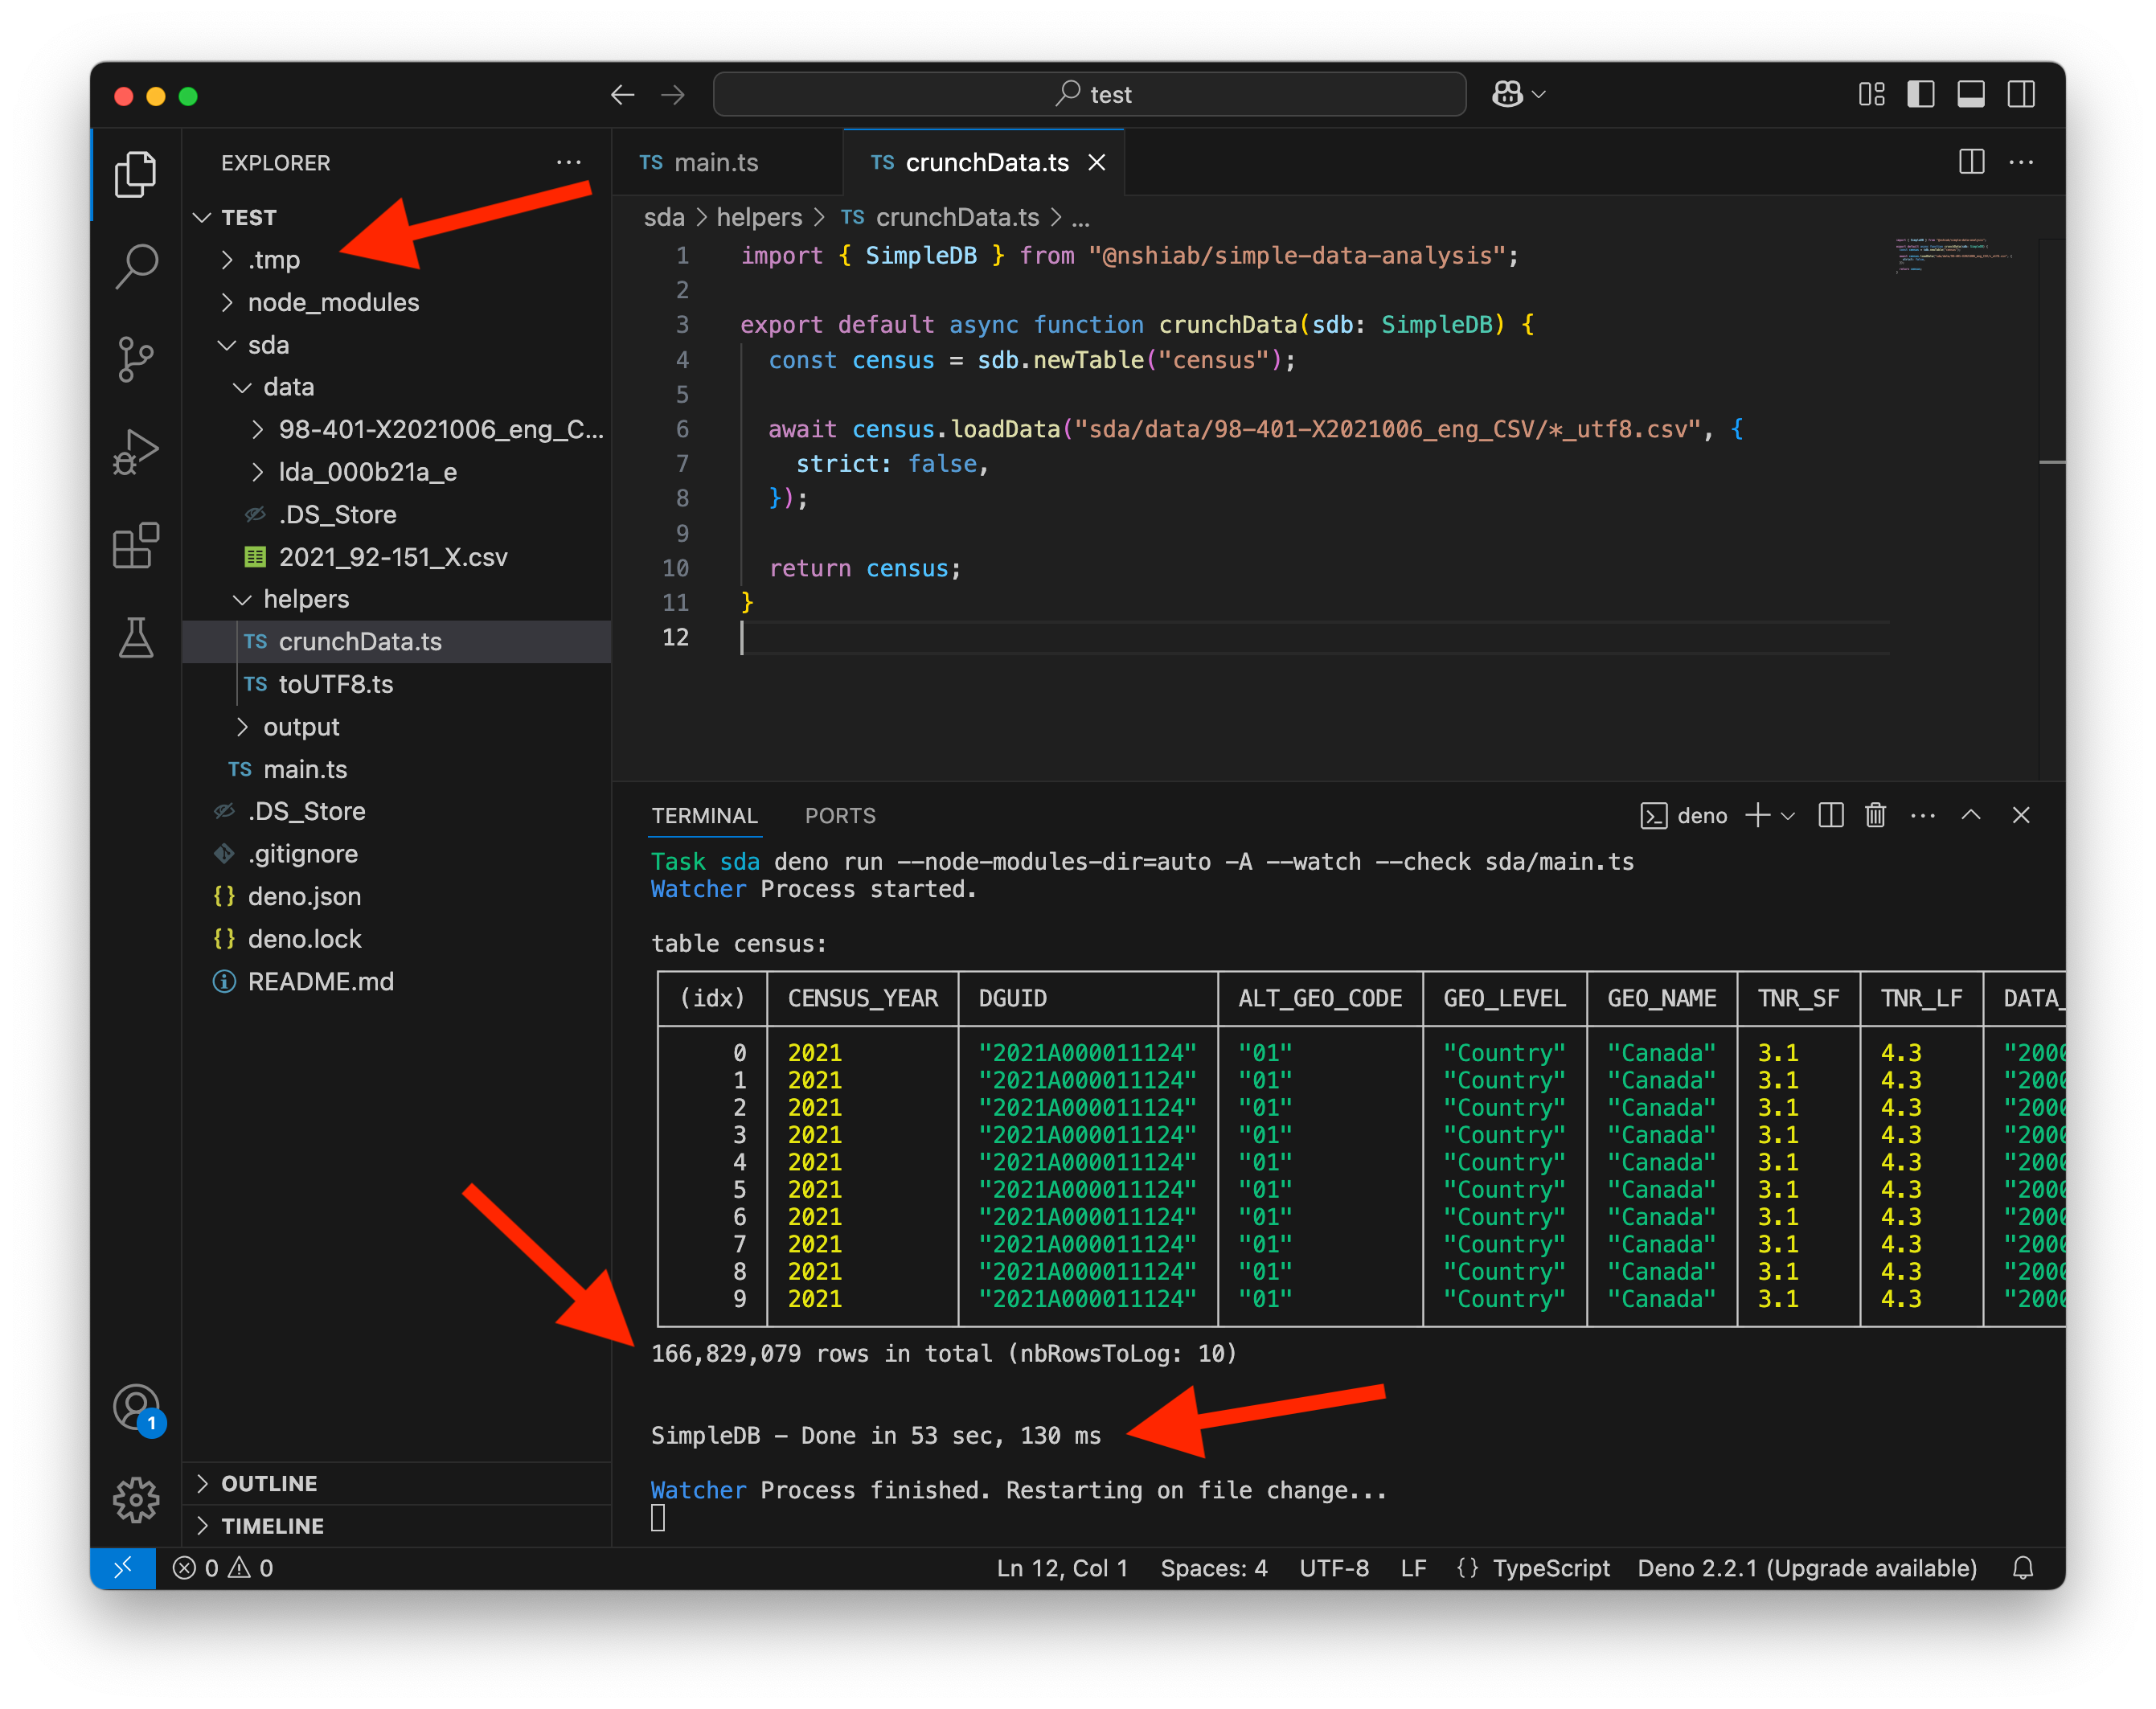 test
EXPLORER
TEST
.tmp
node_modules
sda
data
98-401-X2021006_eng_C...
lda_000b21a_e
.DS_Store
2021_92-151_X.csv
helpers
TS crunchData.ts
TS toUTF8.ts
output
TS main.ts
.DS_Store
.gitignore
{} deno.json
{} deno.lock
README.md
OUTLINE
TIMELINE
1
TS main.ts
TS crunchData.ts
sda > helpers > TS crunchData.ts > ...
1 import { SimpleDB } from "@nshiab/simple-data-analysis";
2
3 export default async function crunchData(sdb: SimpleDB) {
4 const census = sdb.newTable("census");
5
6 await census.loadData("sda/data/98-401-X2021006_eng_CSV/*_utf8.csv", {
7 strict: false,
8 });
9
10 return census;
11 }
12
TERMINAL PORTS
deno
Task sda deno run --node-modules-dir=auto -A --watch --check sda/main.ts
Watcher Process started.
table census:
(idx) CENSUS_YEAR DGUID ALT_GEO_CODE GEO_LEVEL GEO_NAME TNR_SF TNR_LF DATA_
0 2021 "2021A000011124" "01" "Country" "Canada" 3.1 4.3 "2000
1 2021 "2021A000011124" "01" "Country" "Canada" 3.1 4.3 "2000
2 2021 "2021A000011124" "01" "Country" "Canada" 3.1 4.3 "2000
3 2021 "2021A000011124" "01" "Country" "Canada" 3.1 4.3 "2000
4 2021 "2021A000011124" "01" "Country" "Canada" 3.1 4.3 "2000
5 2021 "2021A000011124" "01" "Country" "Canada" 3.1 4.3 "2000
6 2021 "2021A000011124" "01" "Country" "Canada" 3.1 4.3 "2000
7 2021 "2021A000011124" "01" "Country" "Canada" 3.1 4.3 "2000
8 2021 "2021A000011124" "01" "Country" "Canada" 3.1 4.3 "2000
9 2021 "2021A000011124" "01" "Country" "Canada" 3.1 4.3 "2000
166,829,079 rows in total (nbRowsToLog: 10)
SimpleDB – Done in 53 sec, 130 ms
Watcher Process finished. Restarting on file change...
0 0 Ln 12, Col 1 Spaces: 4 UTF-8 LF {} TypeScript Deno 2.2.1 (Upgrade available)